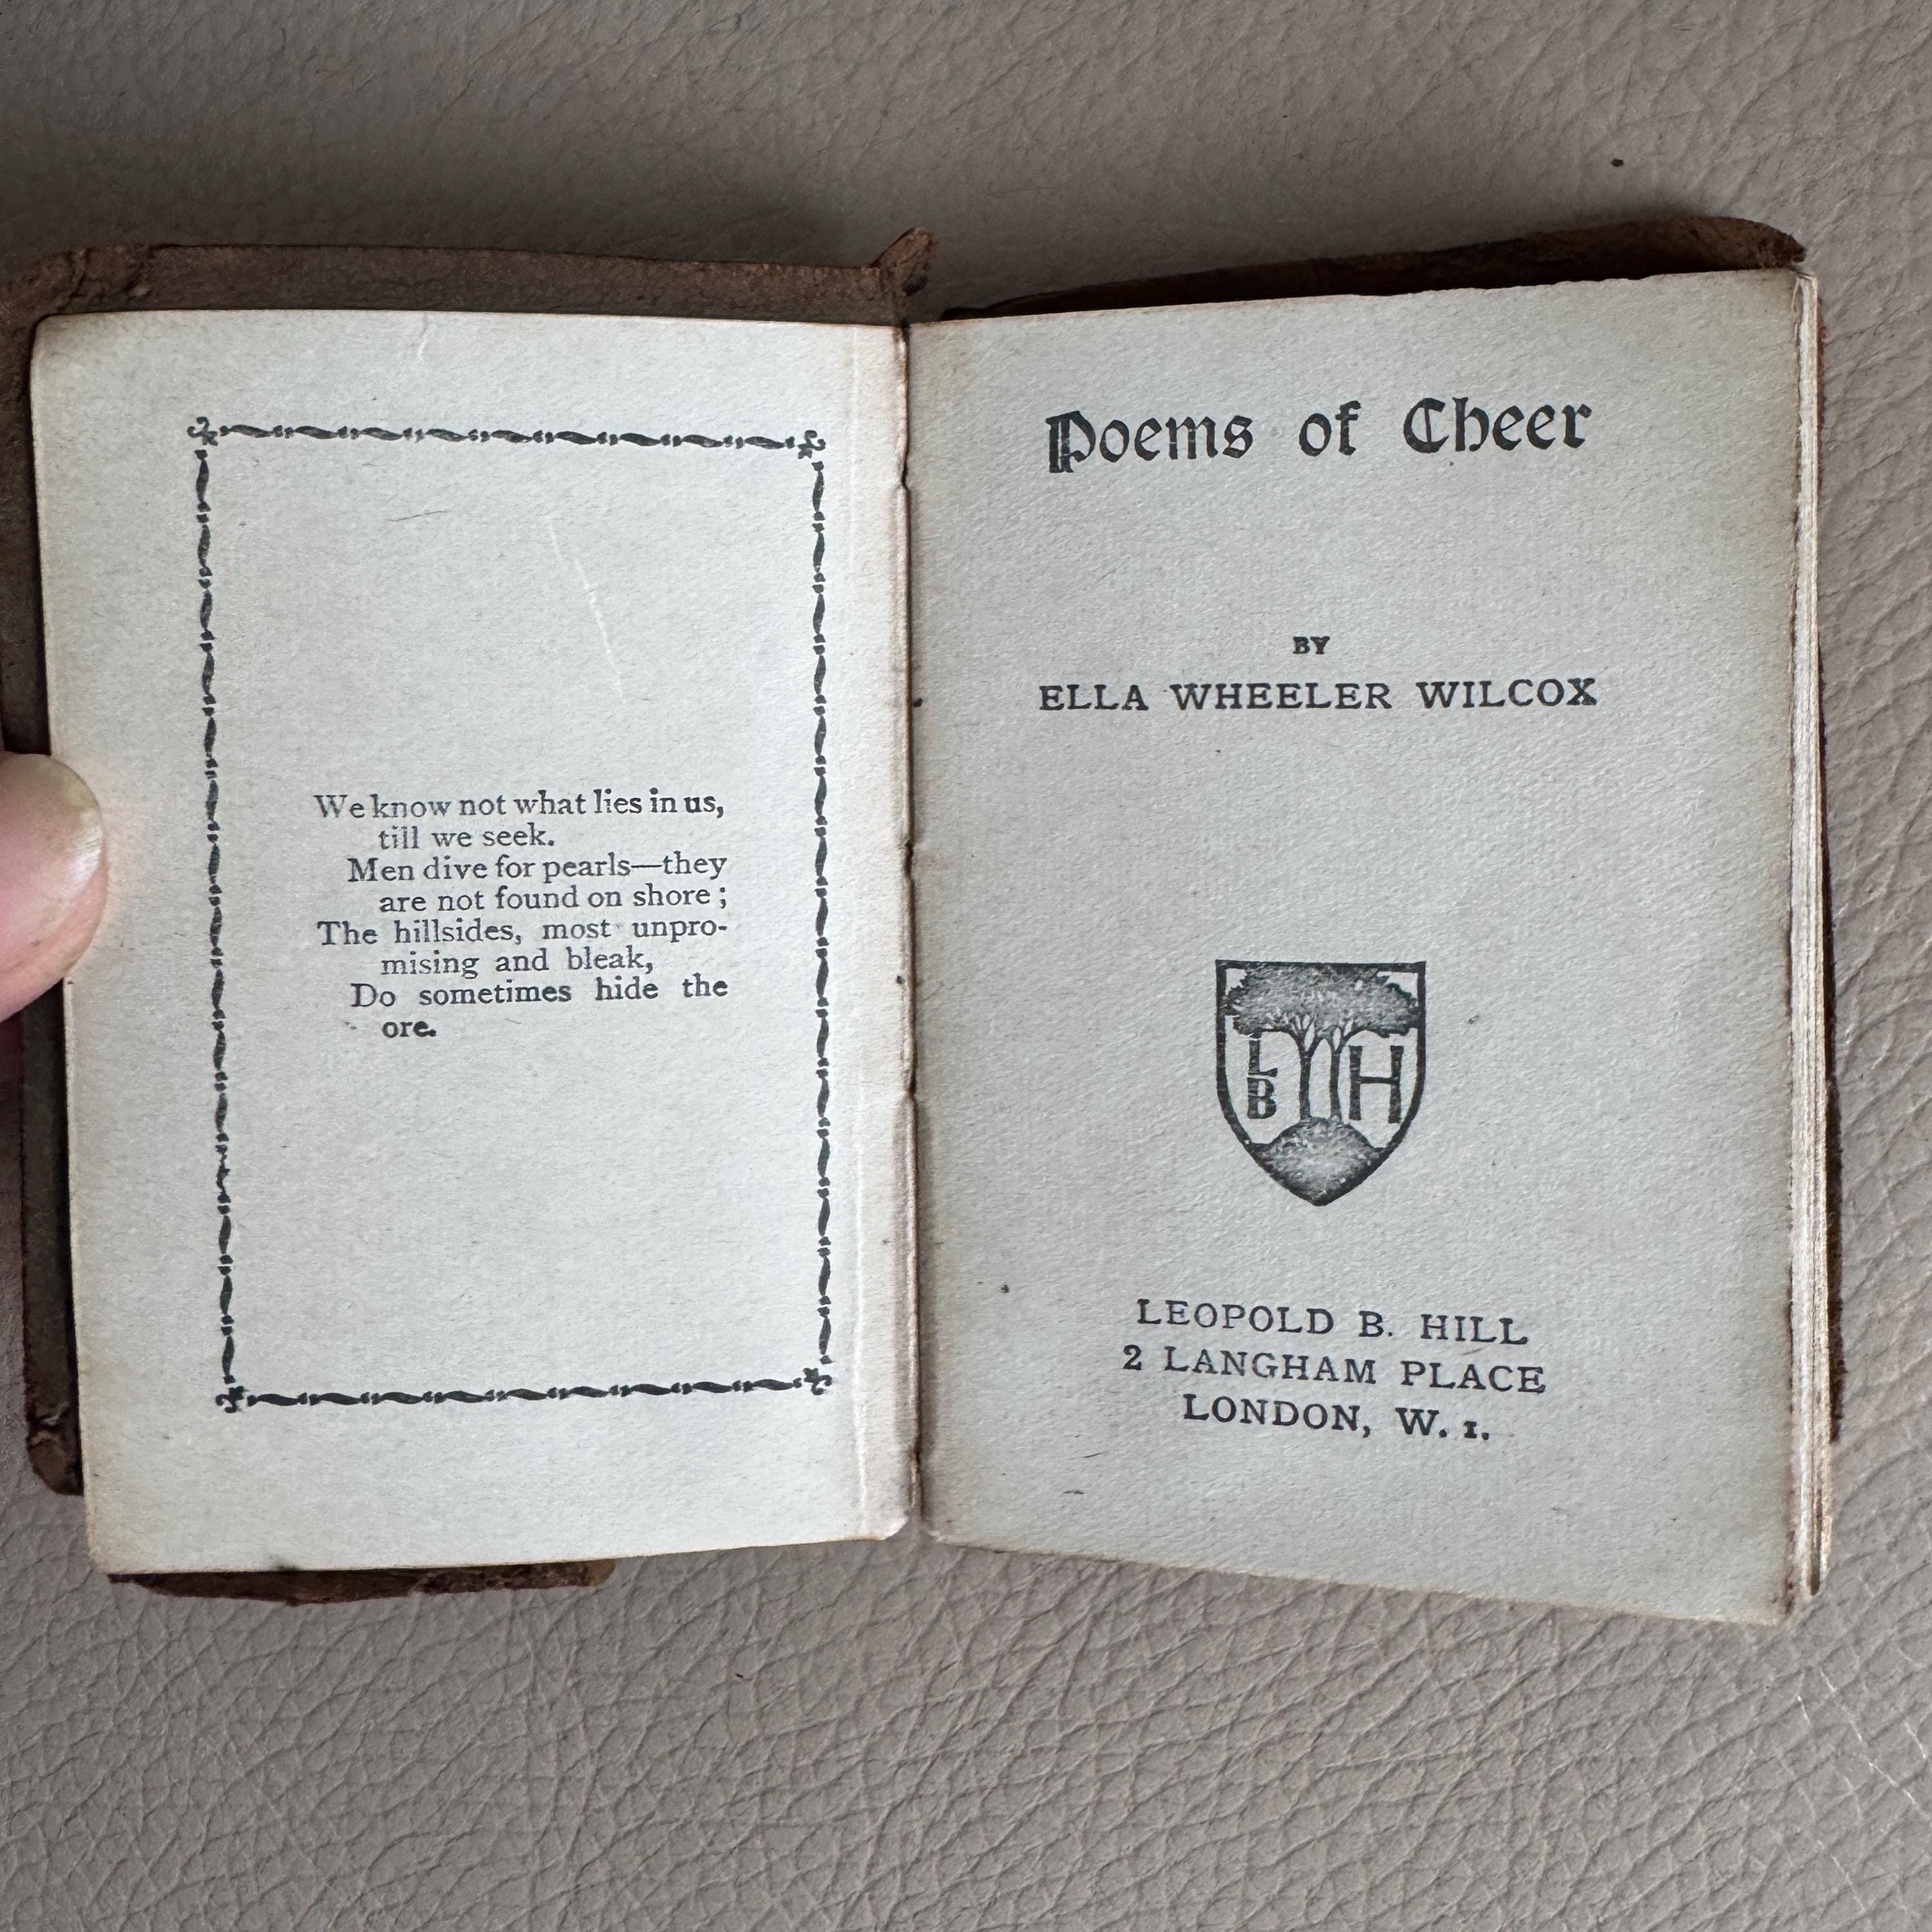 We know not what lies in us,
till we seek.
Men dive for pearls—they
are not found on shore ;
The hillsides, most unpro-
mising and bleak,
Do sometimes hide the
ore.
Poems of Cheer
BY
ELLA WHEELER WILCOX
L H
B
LEOPOLD B. HILL
2 LANGHAM PLACE
LONDON, W. 1.